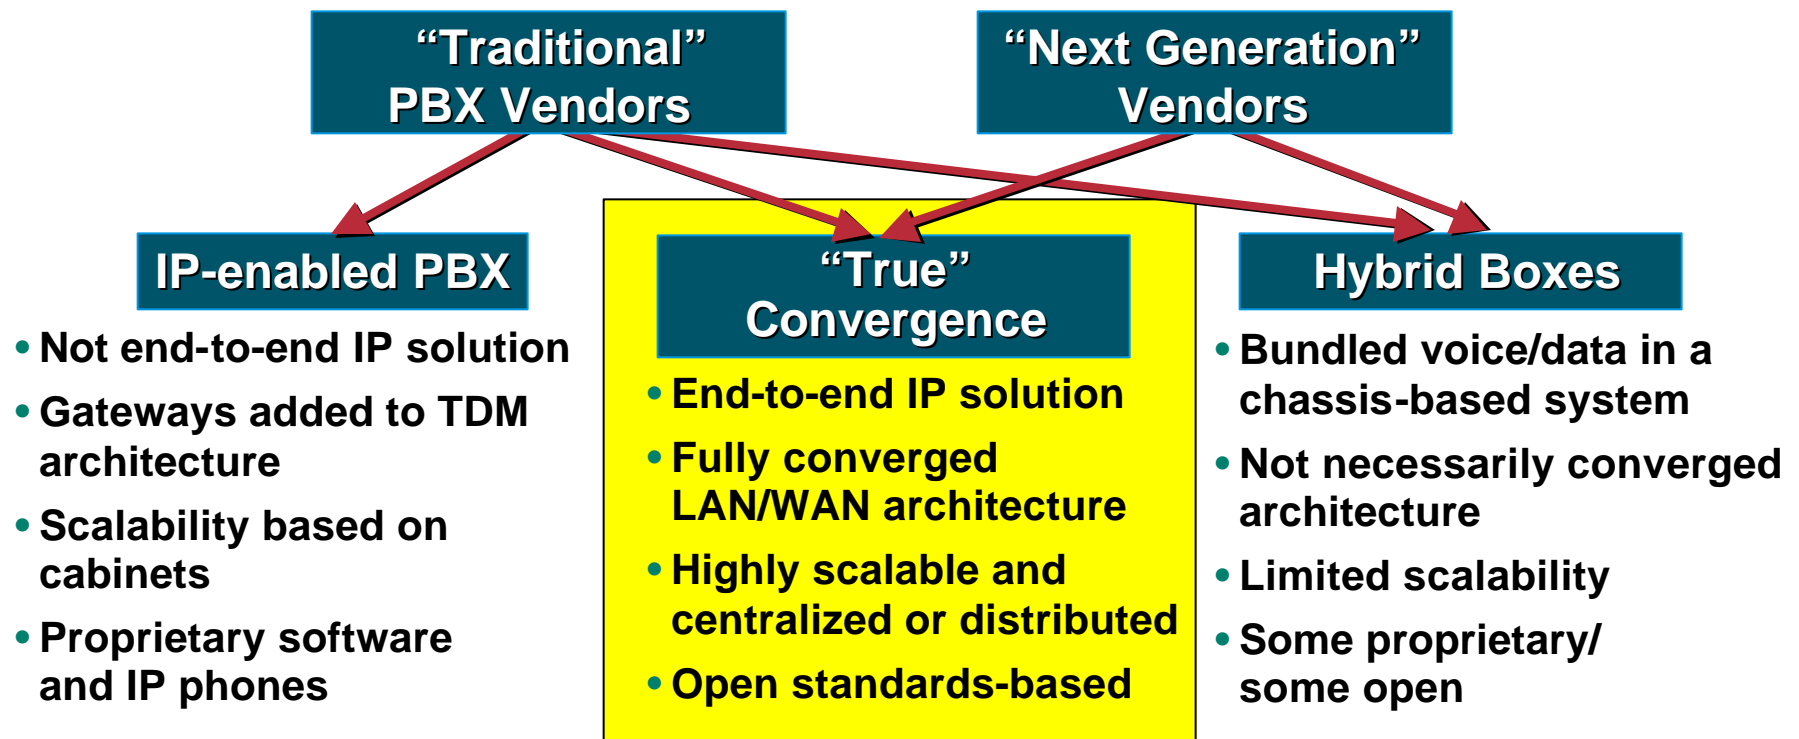 “Traditional”
PBX Vendors
“Next Generation”
Vendors
IP-enabled PBX
• Not end-to-end IP solution
• Gateways added to TDM
architecture
• Scalability based on
cabinets
• Proprietary software
and IP phones
“True”
Convergence
• End-to-end IP solution
• Fully converged
LAN/WAN architecture
• Highly scalable and
centralized or distributed
• Open standards-based
Hybrid Boxes
• Bundled voice/data in a
chassis-based system
• Not necessarily converged
architecture
• Limited scalability
• Some proprietary/
some open